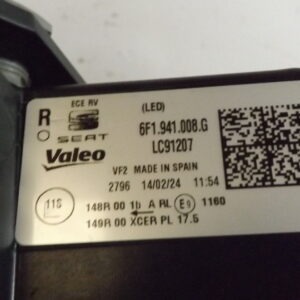 ECE RV
(LED)
R
SEAT
6F1.941.008.G
LC91207
Valeo
VF2 MADE IN SPAIN
2796 14/02/24 11:54
11S
148R 00 1b A RL E9 1160
149R 00 XCER PL 17.5